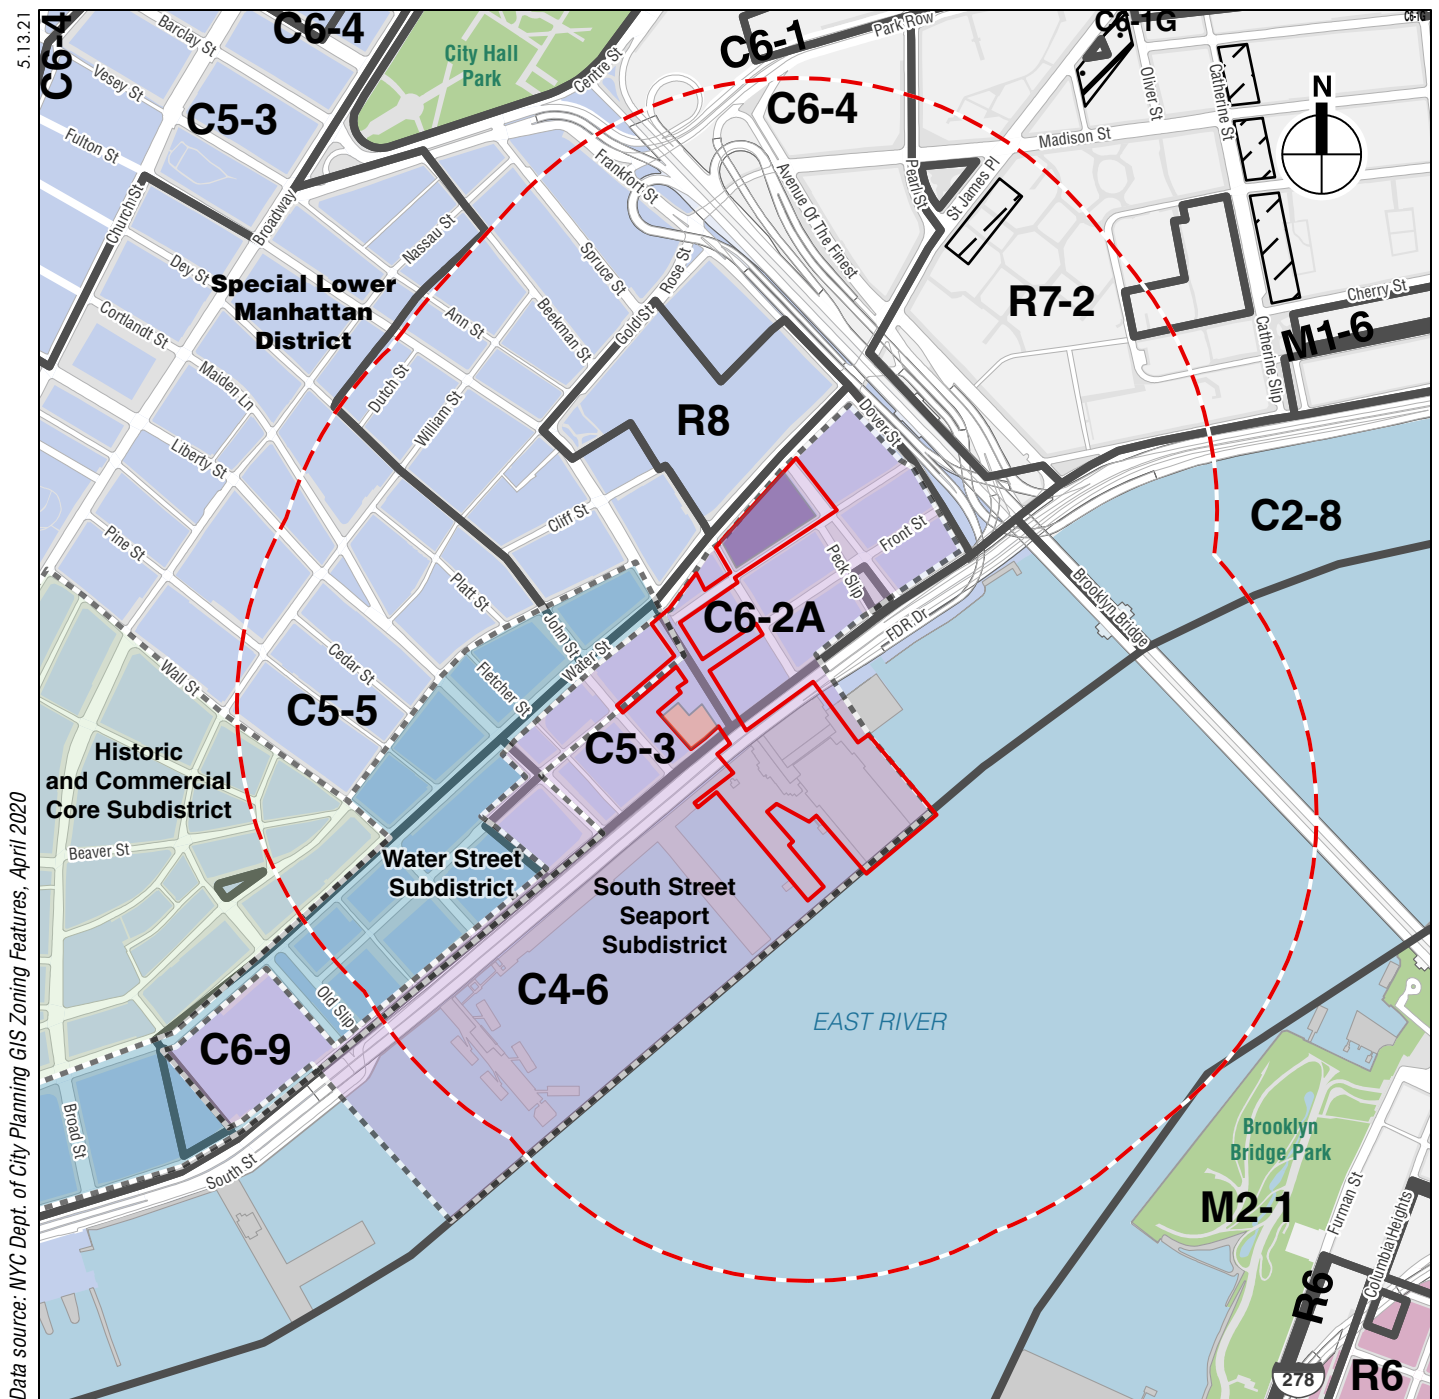 5.13.21
Data source: NYC Dept. of City Planning GIS Zoning Features, April 2020
C6-4
C6-4
C6-1
C6-1G
C6-1G
Barclay St
Park Row
City Hall
Park
Centre St
Vesey St
C5-3
C6-4
Oliver St
Catherine St
N
Fulton St
Madison St
Frankfort St
Avenue Of The Finest
Pearl St
St James Pl
Church St
Broadway
Nassau St
Dey St
Spruce St
Rose St
Special Lower
Manhattan
District
R7-2
Cherry St
Cortlandt St
Ann St
Beekman St
Gold St
M1-6
Catherine Slip
Maiden Ln
Dutch St
William St
R8
Dover St
Liberty St
Cliff St
C2-8
Pine St
Front St
Peck Slip
Platt St
Brooklyn Bridge
C6-2A
FDR Dr
John St
Water St
Cedar St
Wall St
Fletcher St
C5-5
C5-3
Historic
and Commercial
Core Subdistrict
Beaver St
Water Street
Subdistrict
South Street
Seaport
Subdistrict
C4-6
Old Slip
EAST RIVER
C6-9
Broad St
South St
Brooklyn
Bridge Park
M2-1
Furman St
Columbia Heights
R6
278
R6